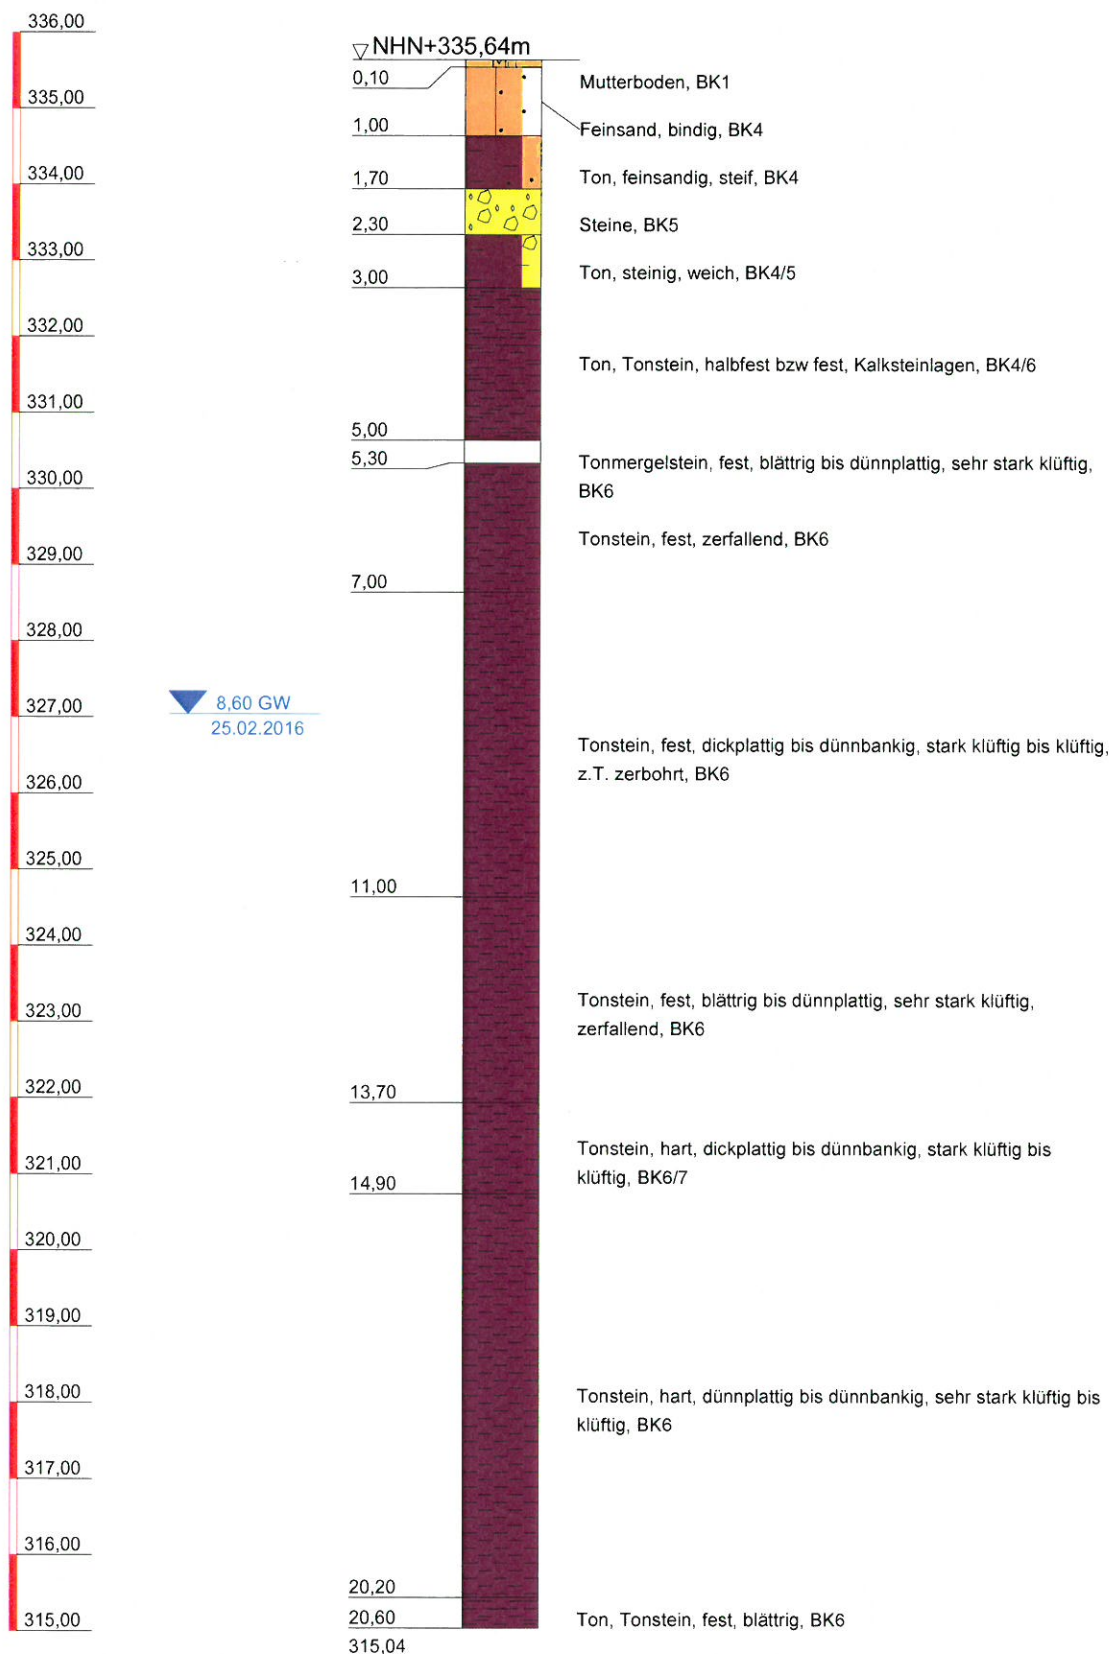 336,00
335,00
334,00
333,00
332,00
331,00
330,00
329,00
328,00
327,00
326,00
325,00
324,00
323,00
322,00
321,00
320,00
319,00
318,00
317,00
316,00
315,00
8,60 GW
25.02.2016
NHN+335,64m
0,10
1,00
1,70
2,30
3,00
5,00
5,30
7,00
11,00
13,70
14,90
20,20
20,60
315,04
Mutterboden, BK1
Feinsand, bindig, BK4
Ton, feinsandig, steif, BK4
Steine, BK5
Ton, steinig, weich, BK4/5
Ton, Tonstein, halbfest bzw fest, Kalksteinlagen, BK4/6
Tonmergelstein, fest, blättrig bis dünnplattig, sehr stark klüftig,
BK6
Tonstein, fest, zerfallend, BK6
Tonstein, fest, dickplattig bis dünnbankig, stark klüftig bis klüftig,
z.T. zerbohrt, BK6
Tonstein, fest, blättrig bis dünnplattig, sehr stark klüftig,
zerfallend, BK6
Tonstein, hart, dickplattig bis dünnbankig, stark klüftig bis
klüftig, BK6/7
Tonstein, hart, dünnplattig bis dünnbankig, sehr stark klüftig bis
klüftig, BK6
Ton, Tonstein, fest, blättrig, BK6